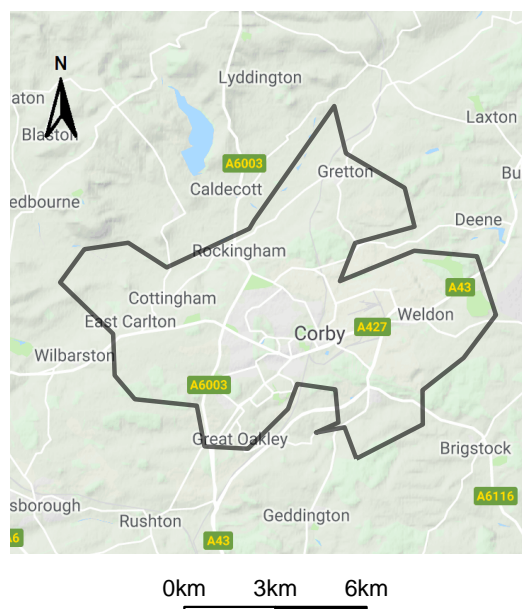 N
Lyddington
aton
Laxton
Blaston
A6003
Gretton
Bu
Caldecott
edbourne
Deene
Rockingham
A43
Cottingham
Weldon
East Carlton
A427
Corby
Wilbarston
A6003
Great Oakley
Brigstock
A6116
sborough
Geddington
Rushton
A6
A43
0km 3km 6km